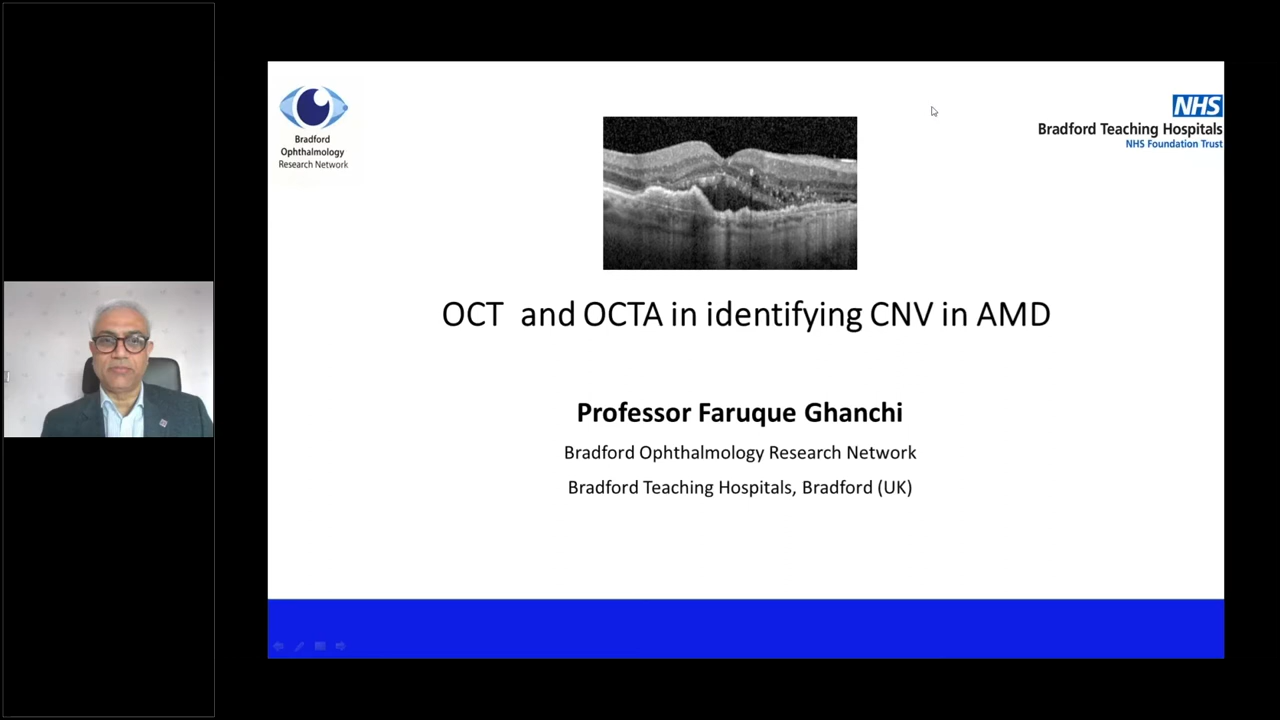 Bradford
Ophthalmology
Research Network
NHS
Bradford Teaching Hospitals
NHS Foundation Trust
OCT and OCTA in identifying CNV in AMD
Professor Faruque Ghanchi
Bradford Ophthalmology Research Network
Bradford Teaching Hospitals, Bradford (UK)